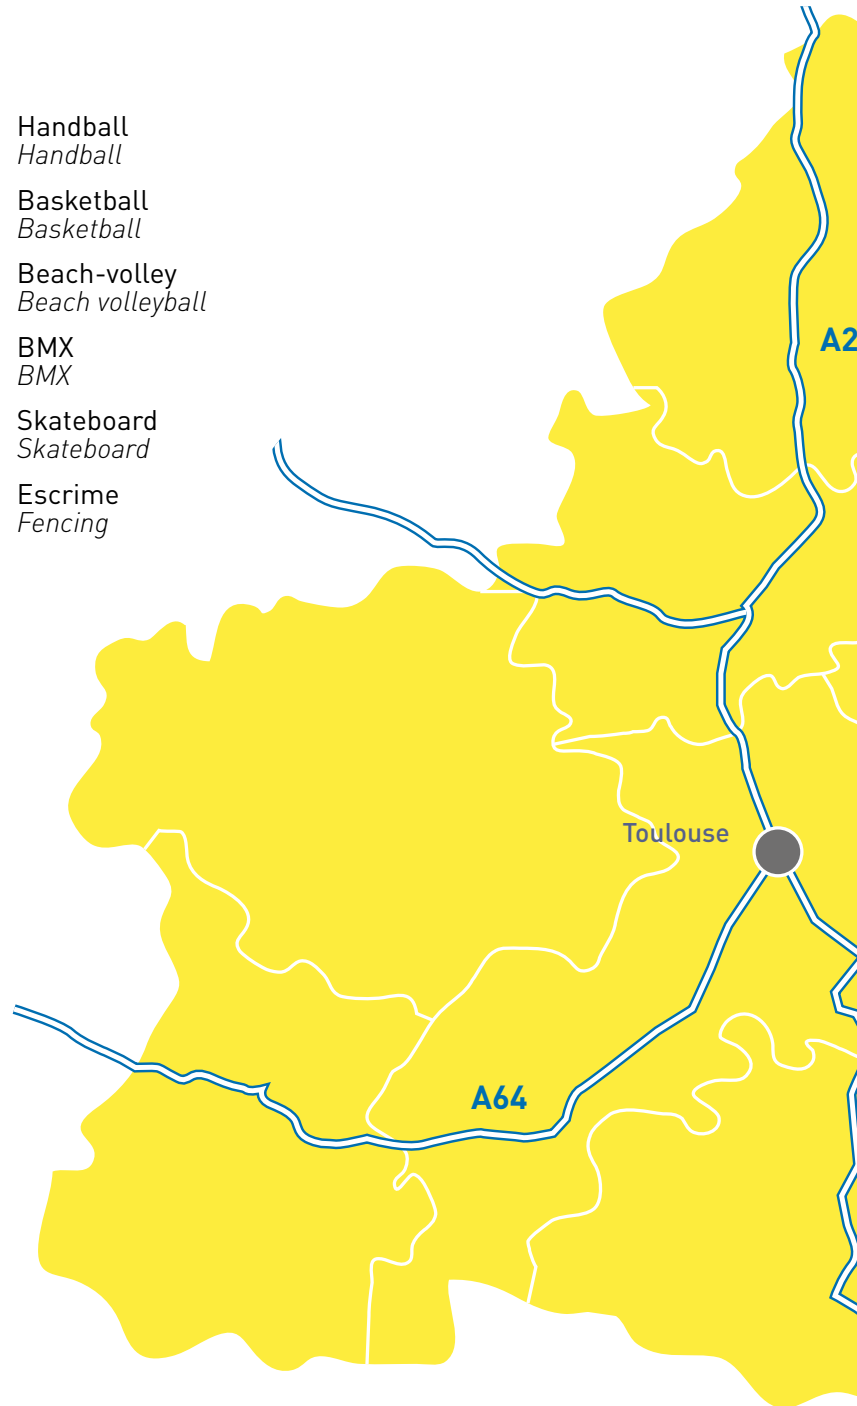 Handball
Handball
Basketball
Basketball
Beach-volley
Beach volleyball
BMX
BMX
Skateboard
Skateboard
Escrime
Fencing
A2
Toulouse
A64